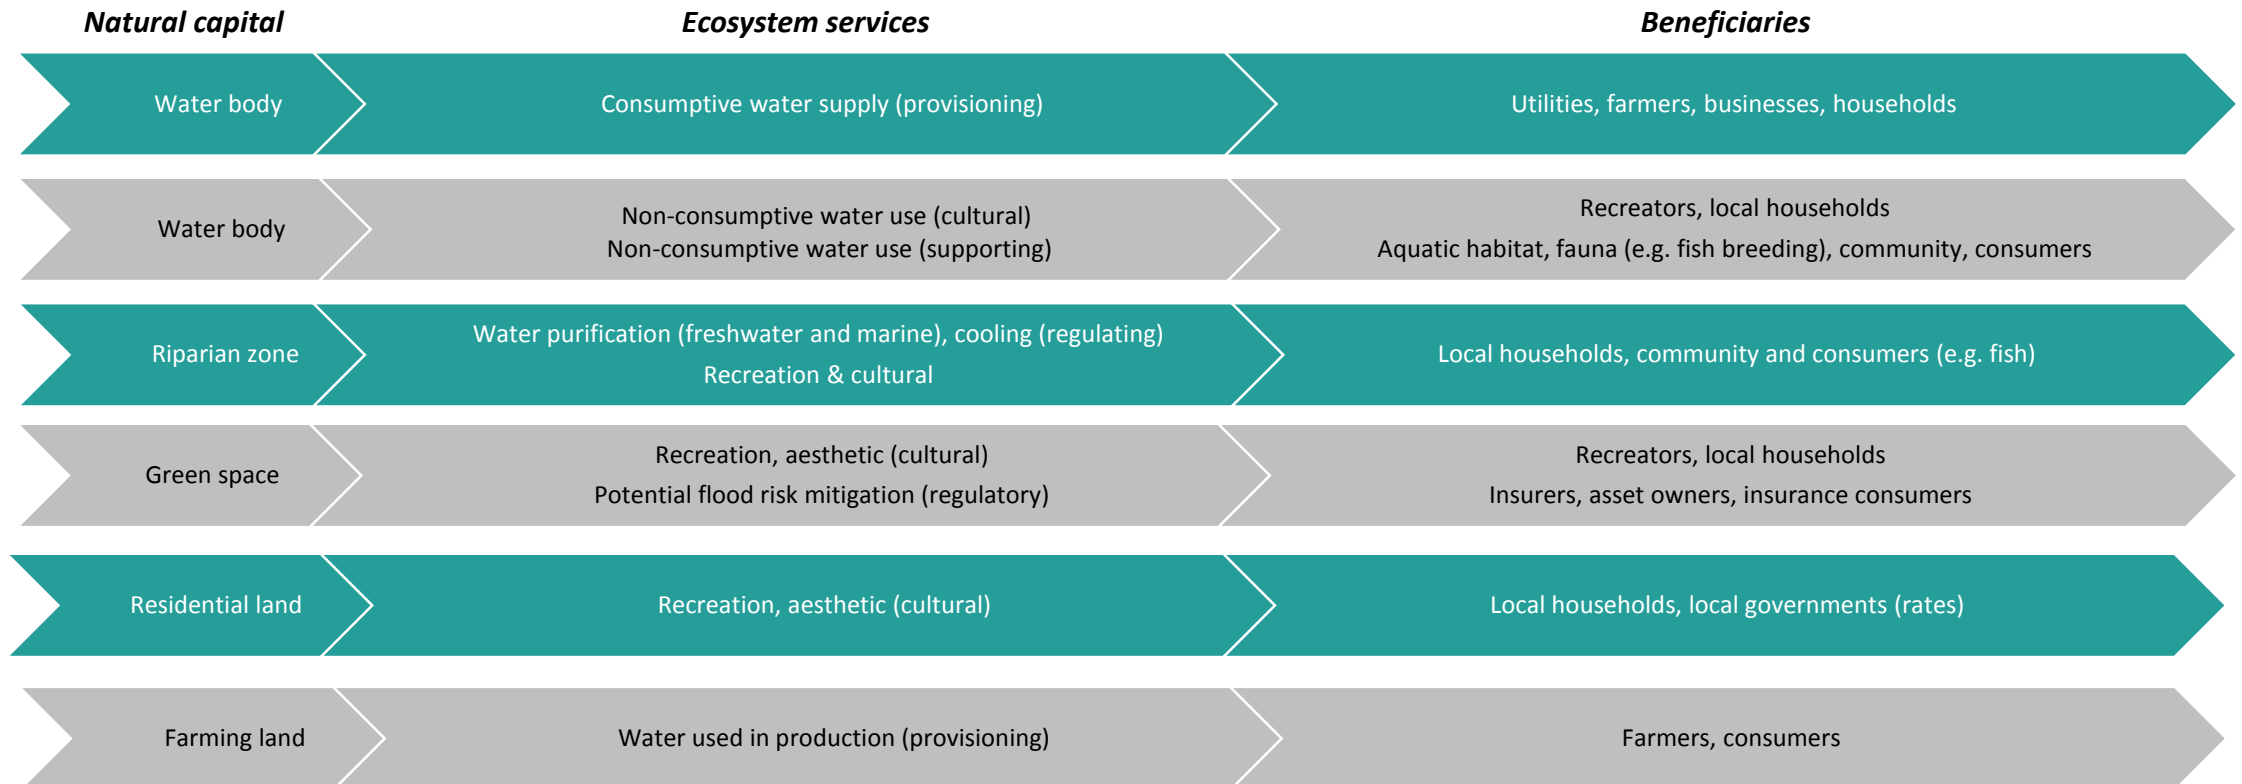 Natural capital
Ecosystem services
Beneficiaries
Water body
Consumptive water supply (provisioning)
Utilities, farmers, businesses, households
Water body
Non-consumptive water use (cultural)
Non-consumptive water use (supporting)
Recreators, local households
Aquatic habitat, fauna (e.g. fish breeding), community, consumers
Riparian zone
Water purification (freshwater and marine), cooling (regulating)
Recreation & cultural
Local households, community and consumers (e.g. fish)
Green space
Recreation, aesthetic (cultural)
Potential flood risk mitigation (regulatory)
Recreators, local households
Insurers, asset owners, insurance consumers
Residential land
Recreation, aesthetic (cultural)
Local households, local governments (rates)
Farming land
Water used in production (provisioning)
Farmers, consumers